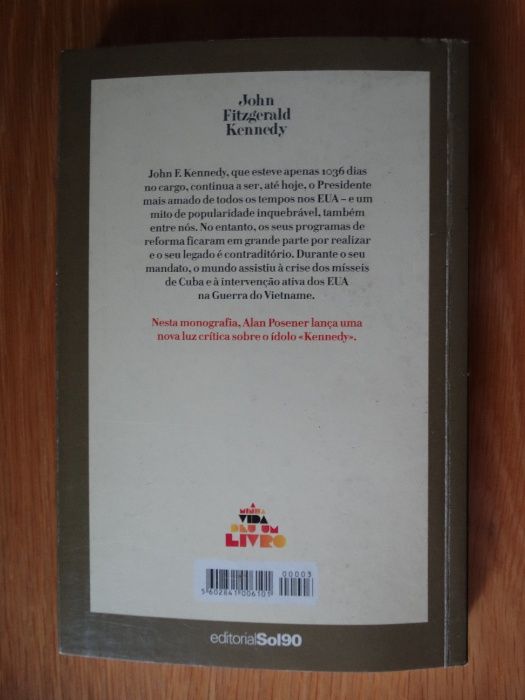 John
Fitzgerald
Kennedy
John F. Kennedy, que esteve apenas 1036 dias
no cargo, continua a ser, até hoje, o Presidente
mais amado de todos os tempos nos EUA – e um
mito de popularidade inquebrável, também
entre nós. No entanto, os seus programas de
reforma ficaram em grande parte por realizar
e o seu legado é contraditório. Durante o seu
mandato, o mundo assistiu à crise dos mísseis
de Cuba e à intervenção ativa dos EUA
na Guerra do Vietname.
Nesta monografia, Alan Posener lança uma
nova luz crítica sobre o ídolo «Kennedy».
A
MINHA
VIDA
DEU UM
LIVRO
00003
5 602841 006101
editorialSol90